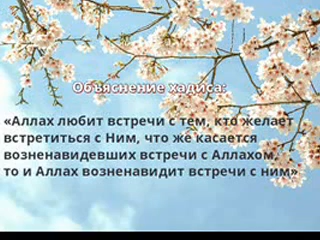 Объяснение хадиса:
«Аллах любит встречи с тем, кто желает
встретиться с Ним, что же касается
возненавидевших встречи с Аллахом,
то и Аллах возненавидит встречи с ним»